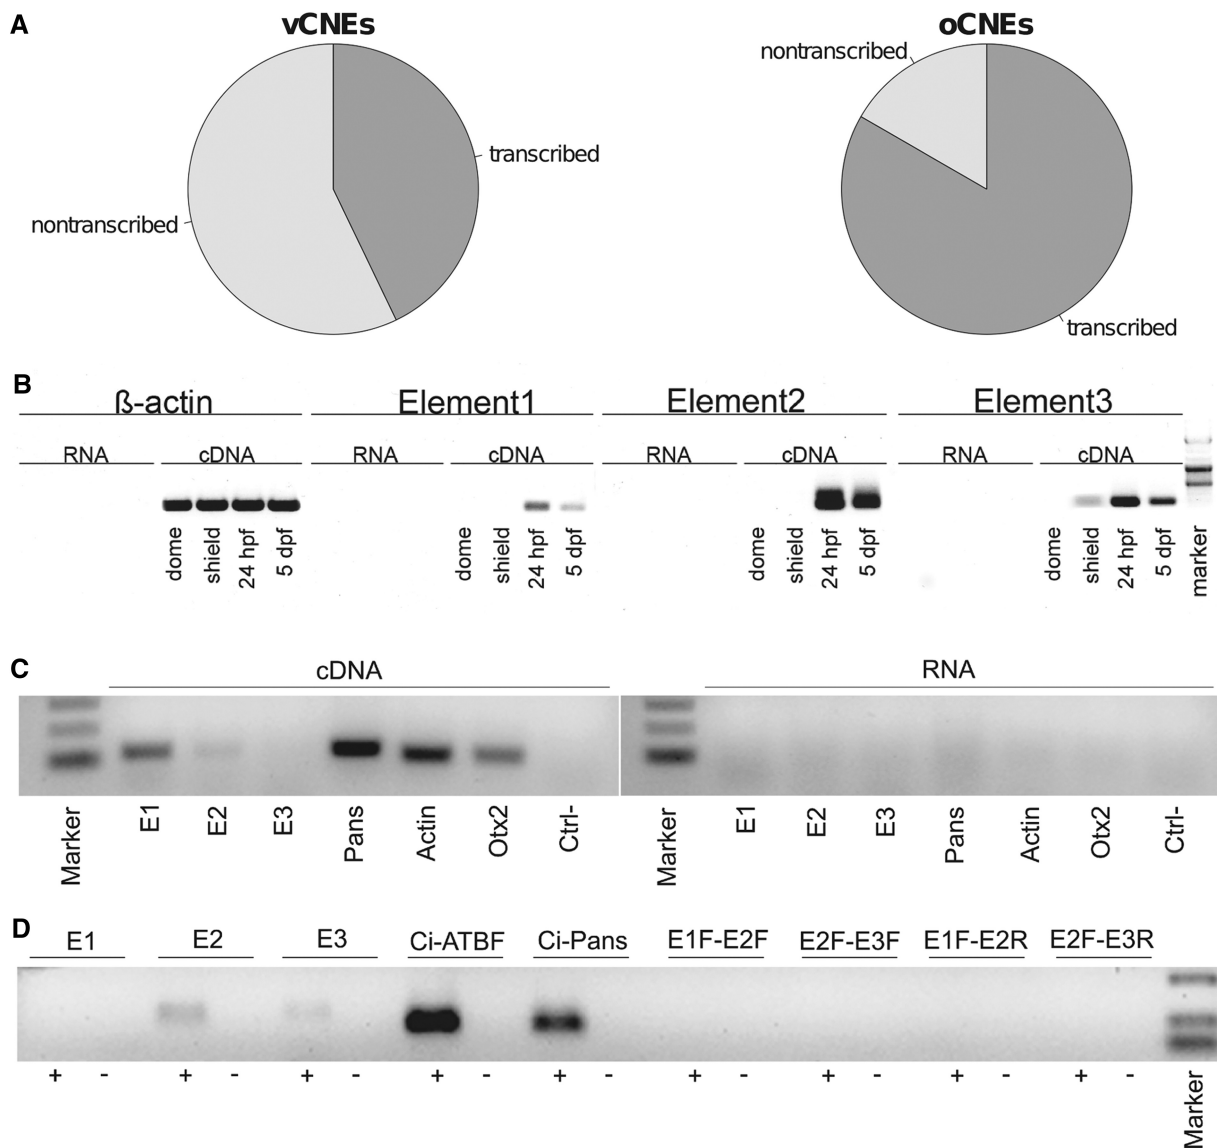 A
vCNEs
oCNEs
nontranscribed
transcribed
nontranscribed
transcribed
B
ß-actin Element1 Element2 Element3
RNA cDNA RNA cDNA RNA cDNA RNA cDNA
dome shield 24 hpf 5 dpf dome shield 24 hpf 5 dpf dome shield 24 hpf 5 dpf dome shield 24 hpf 5 dpf marker
C
cDNA RNA
Marker E1 E2 E3 Pans Actin Otx2 Ctrl- Marker E1 E2 E3 Pans Actin Otx2 Ctrl-
D
E1 E2 E3 Ci-ATBF Ci-Pans E1F-E2F E2F-E3F E1F-E2R E2F-E3R
+ - + - + - + - + - + - + - + - + -
Marker